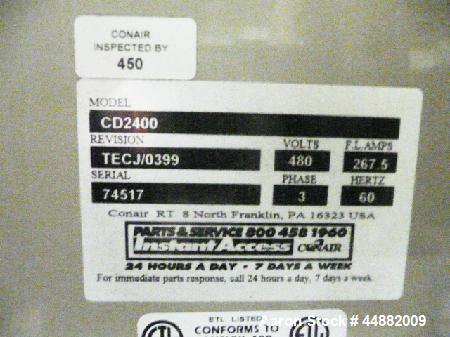 CONAIR
INSPECTED BY
450
MODEL
CD2400
REVISION VOLTS F.L. AMPS
TECJ/0399 480 267.5
SERIAL PHASE HERTZ
74517 3 60
Conair RT 8 North Franklin, PA 16323 USA
PARTS & SERVICE 800 458 1960
Instant Access CONAIR
24 HOURS A DAY • 7 DAYS A WEEK
For immediate parts response, call 24 hours a day, 7 days a week
ETL LISTED
CONFORMS TO
Aaron Stock # 44882009